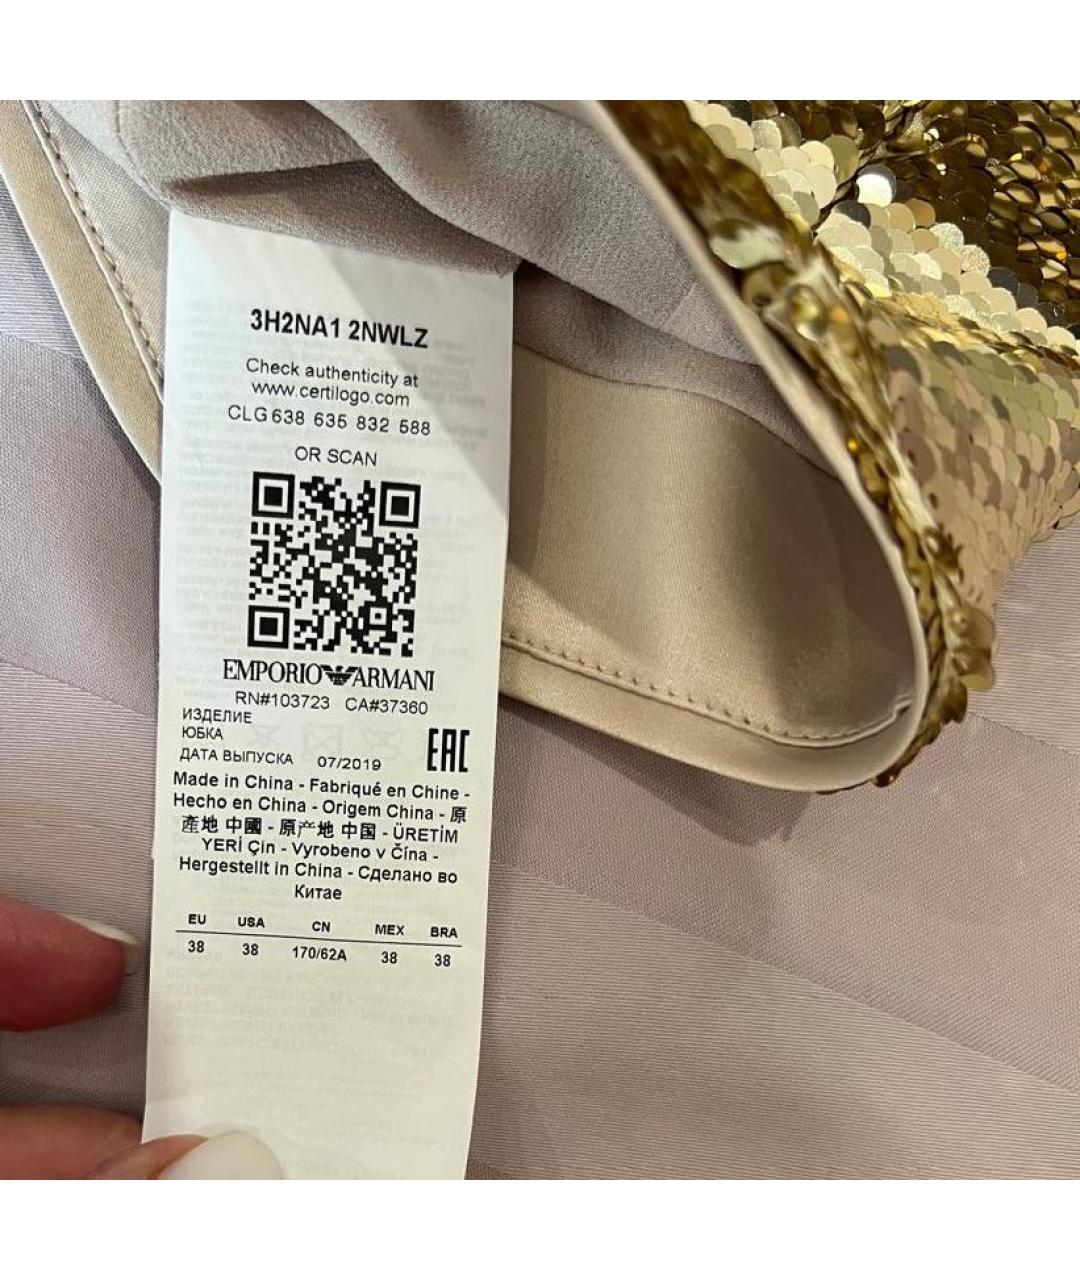 3H2NA1 2NWLZ
Check authenticity at
www.certilogo.com
CLG 638 635 832 588
OR SCAN
EMPORIO ARMANI
RN#103723 CA#37360
ИЗДЕЛИЕ
ЮБКА
ДАТА ВЫПУСКА 07/2019
EAC
Made in China - Fabriqué en Chine -
Hecho en China - Origem China - 原
產地 中國 - 原产地 中国 - ÜRETİM
YERİ Çin - Vyrobeno v Čína -
Hergestellt in China - Сделано во
Китае
EU USA CN MEX BRA
38 38 170/62A 38 38